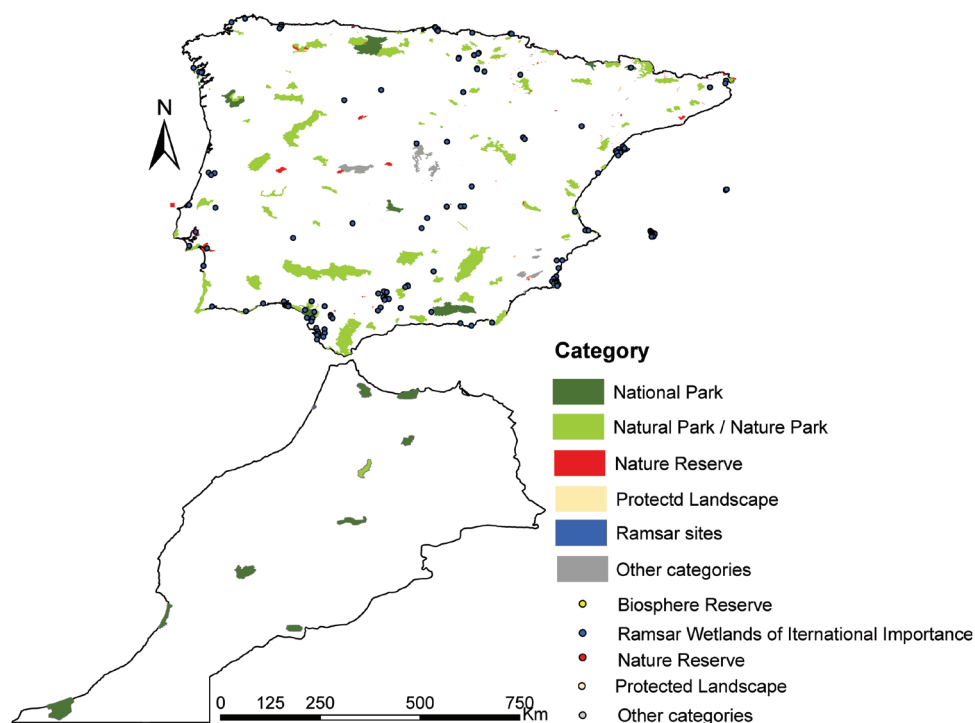 N
Category
National Park
Natural Park / Nature Park
Nature Reserve
Protectd Landscape
Ramsar sites
Other categories
Biosphere Reserve
Ramsar Wetlands of Iternational Importance
Nature Reserve
Protected Landscape
Other categories
0 125 250 500 750
Km